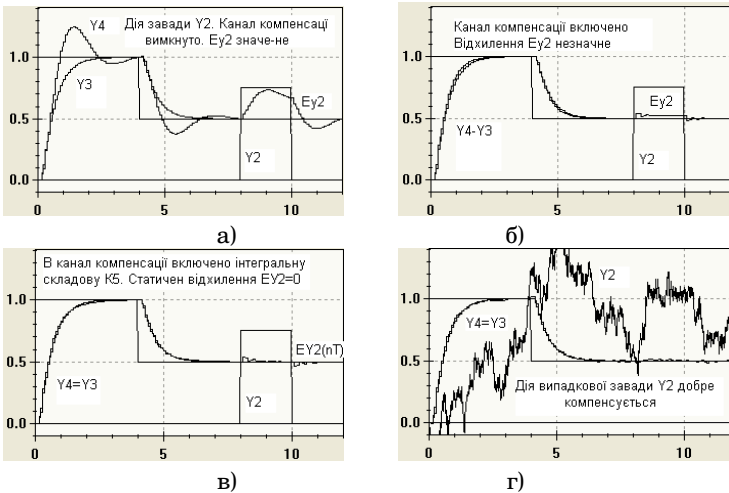 Дія завади Y2. Канал компенсації
вимкнуто. Ey2 значе-не
Y4
Y3
Ey2
Y2
1.0
0.5
0.0
0 5 10
а)
Канал компенсації включено
Відхилення Ey2 незначне
Y4-Y3
Ey2
Y2
1.0
0.5
0.0
0 5 10
б)
В канал компенсації включено інтегральну
складову К5. Статичен відхилення EY2=0
Y4=Y3
EY2(nT)
Y2
1.0
0.5
0.0
0 5 10
в)
Y2
Y4=Y3
Дія випадкової завади Y2 добре
компенсується
1.0
0.5
0.0
0 5 10
г)